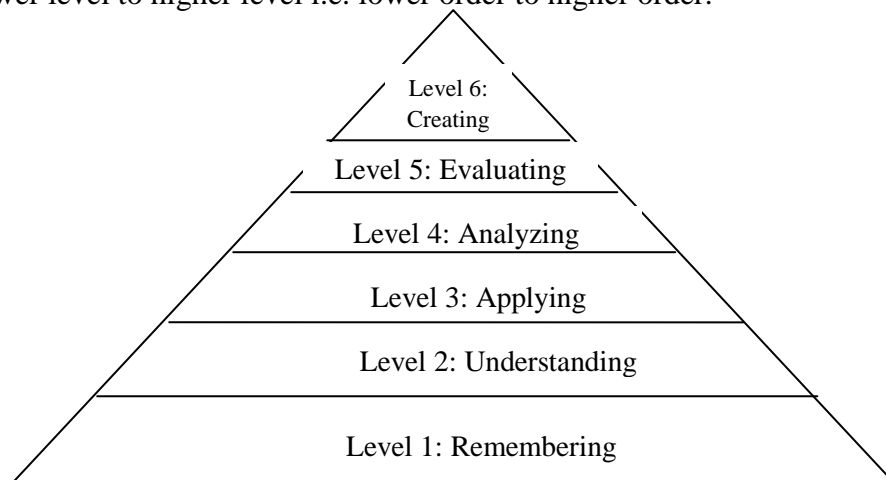 level to higher level i.e. lower order to higher order.
Level 6:
Creating
Level 5: Evaluating
Level 4: Analyzing
Level 3: Applying
Level 2: Understanding
Level 1: Remembering